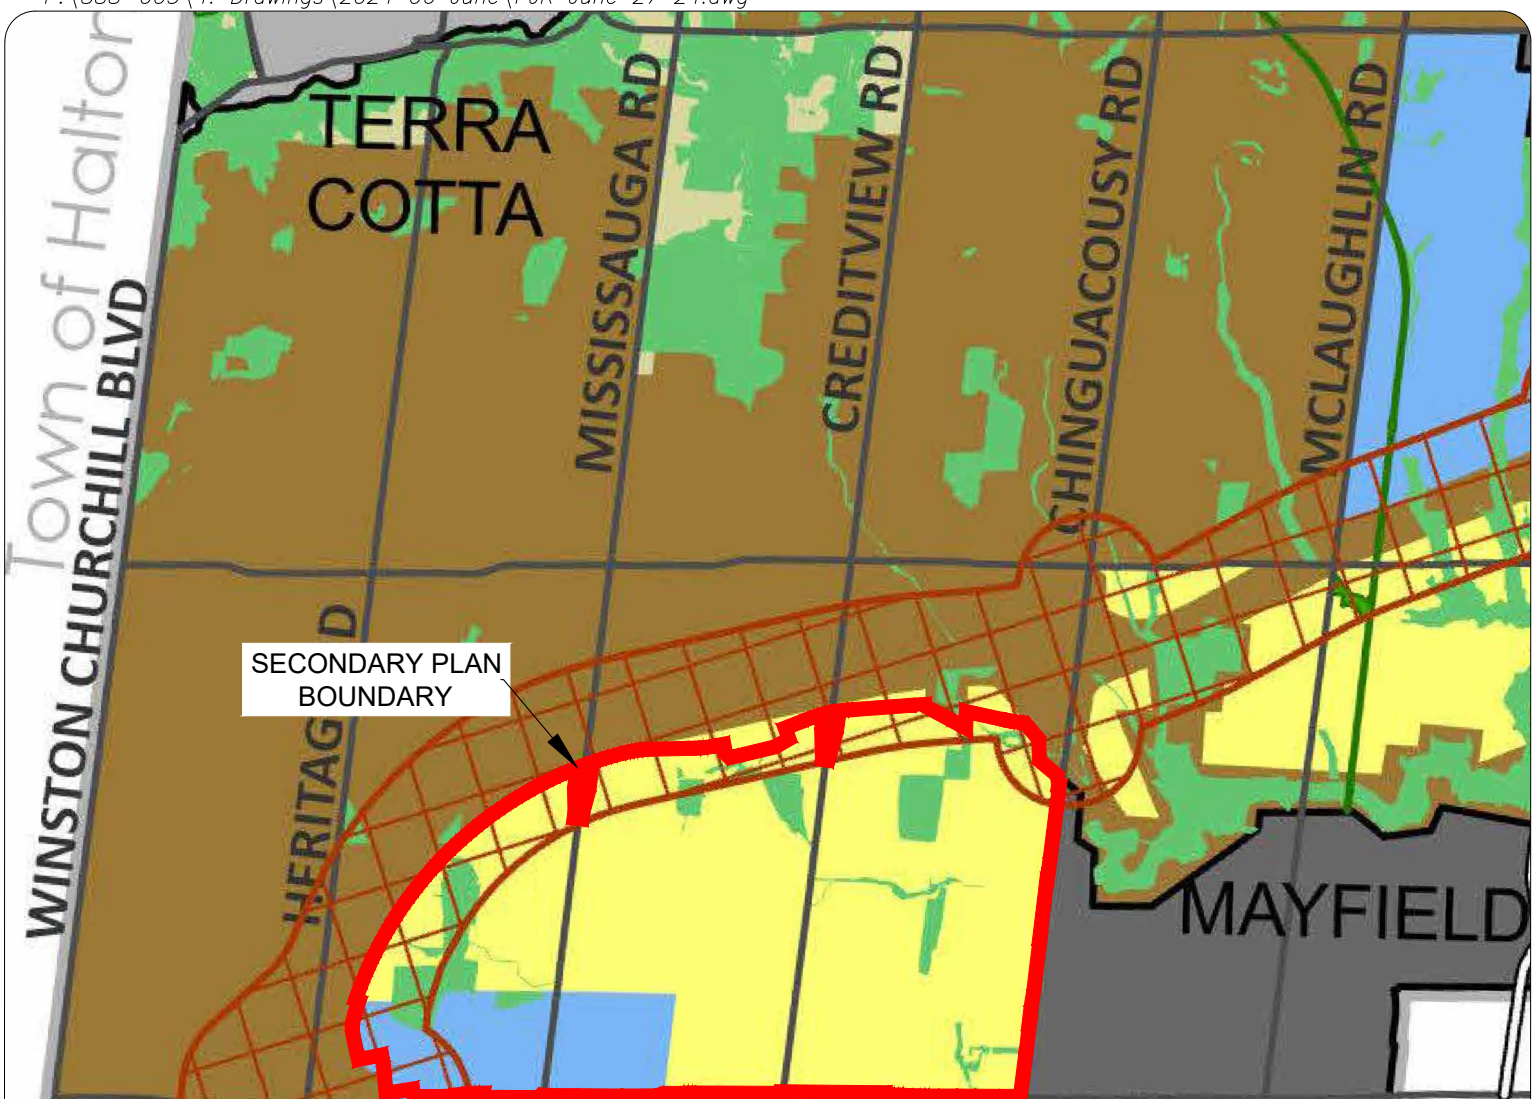 TERRA
COTTA
Town of Halton
WINSTON CHURCHILL BLVD
MISSISSAUGA RD
CREDITVIEW RD
CHINGUACOUSY RD
MCLAUGHLIN RD
SECONDARY PLAN
BOUNDARY
MAYFIELD